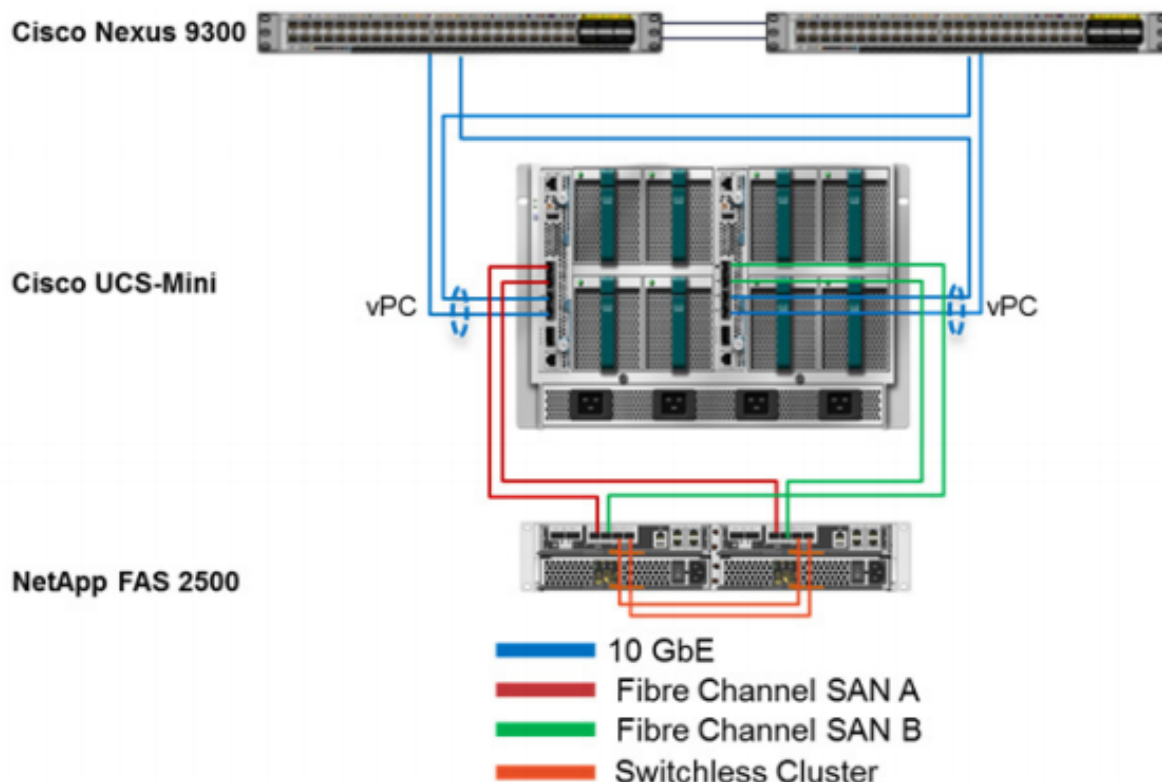 Cisco Nexus 9300
Cisco UCS-Mini
vPC
vPC
NetApp FAS 2500
10 GbE
Fibre Channel SAN A
Fibre Channel SAN B
Switchless Cluster